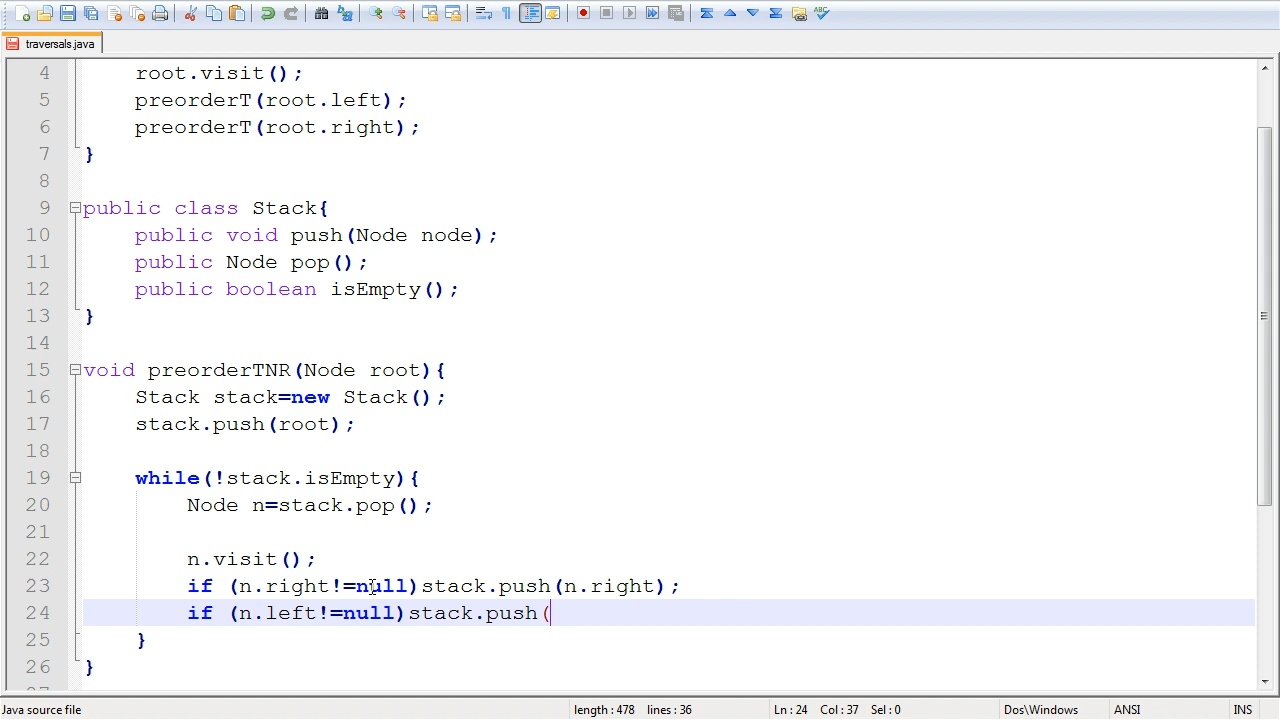 traversals.java
4 root.visit();
5 preorderT(root.left);
6 preorderT(root.right);
7 }
8
9 public class Stack{
10 public void push(Node node);
11 public Node pop();
12 public boolean isEmpty();
13 }
14
15 void preorderTNR(Node root){
16 Stack stack=new Stack();
17 stack.push(root);
18
19 while(!stack.isEmpty){
20 Node n=stack.pop();
21
22 n.visit();
23 if (n.right!=null)stack.push(n.right);
24 if (n.left!=null)stack.push(
25 }
26 }
Java source file length : 478 lines : 36 Ln : 24 Col : 37 Sel : 0 Dos\Windows ANSI INS